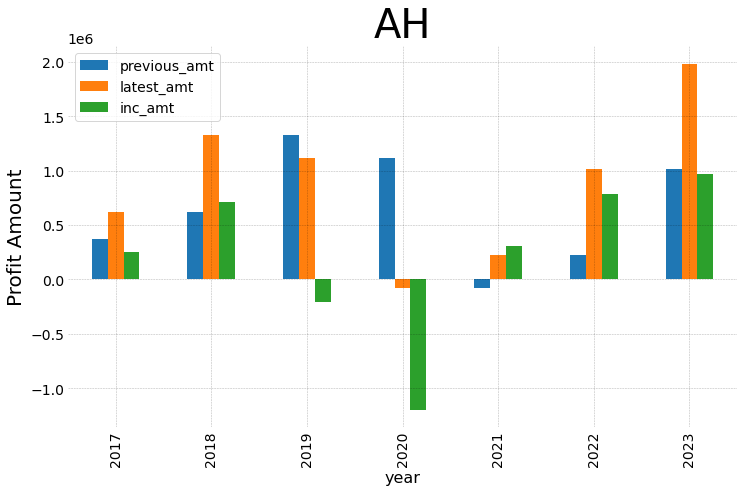 AH
1e6
previous_amt
latest_amt
inc_amt
2.0
1.5
1.0
0.5
0.0
−0.5
−1.0
Profit Amount
2017 2018 2019 2020 2021 2022 2023
year